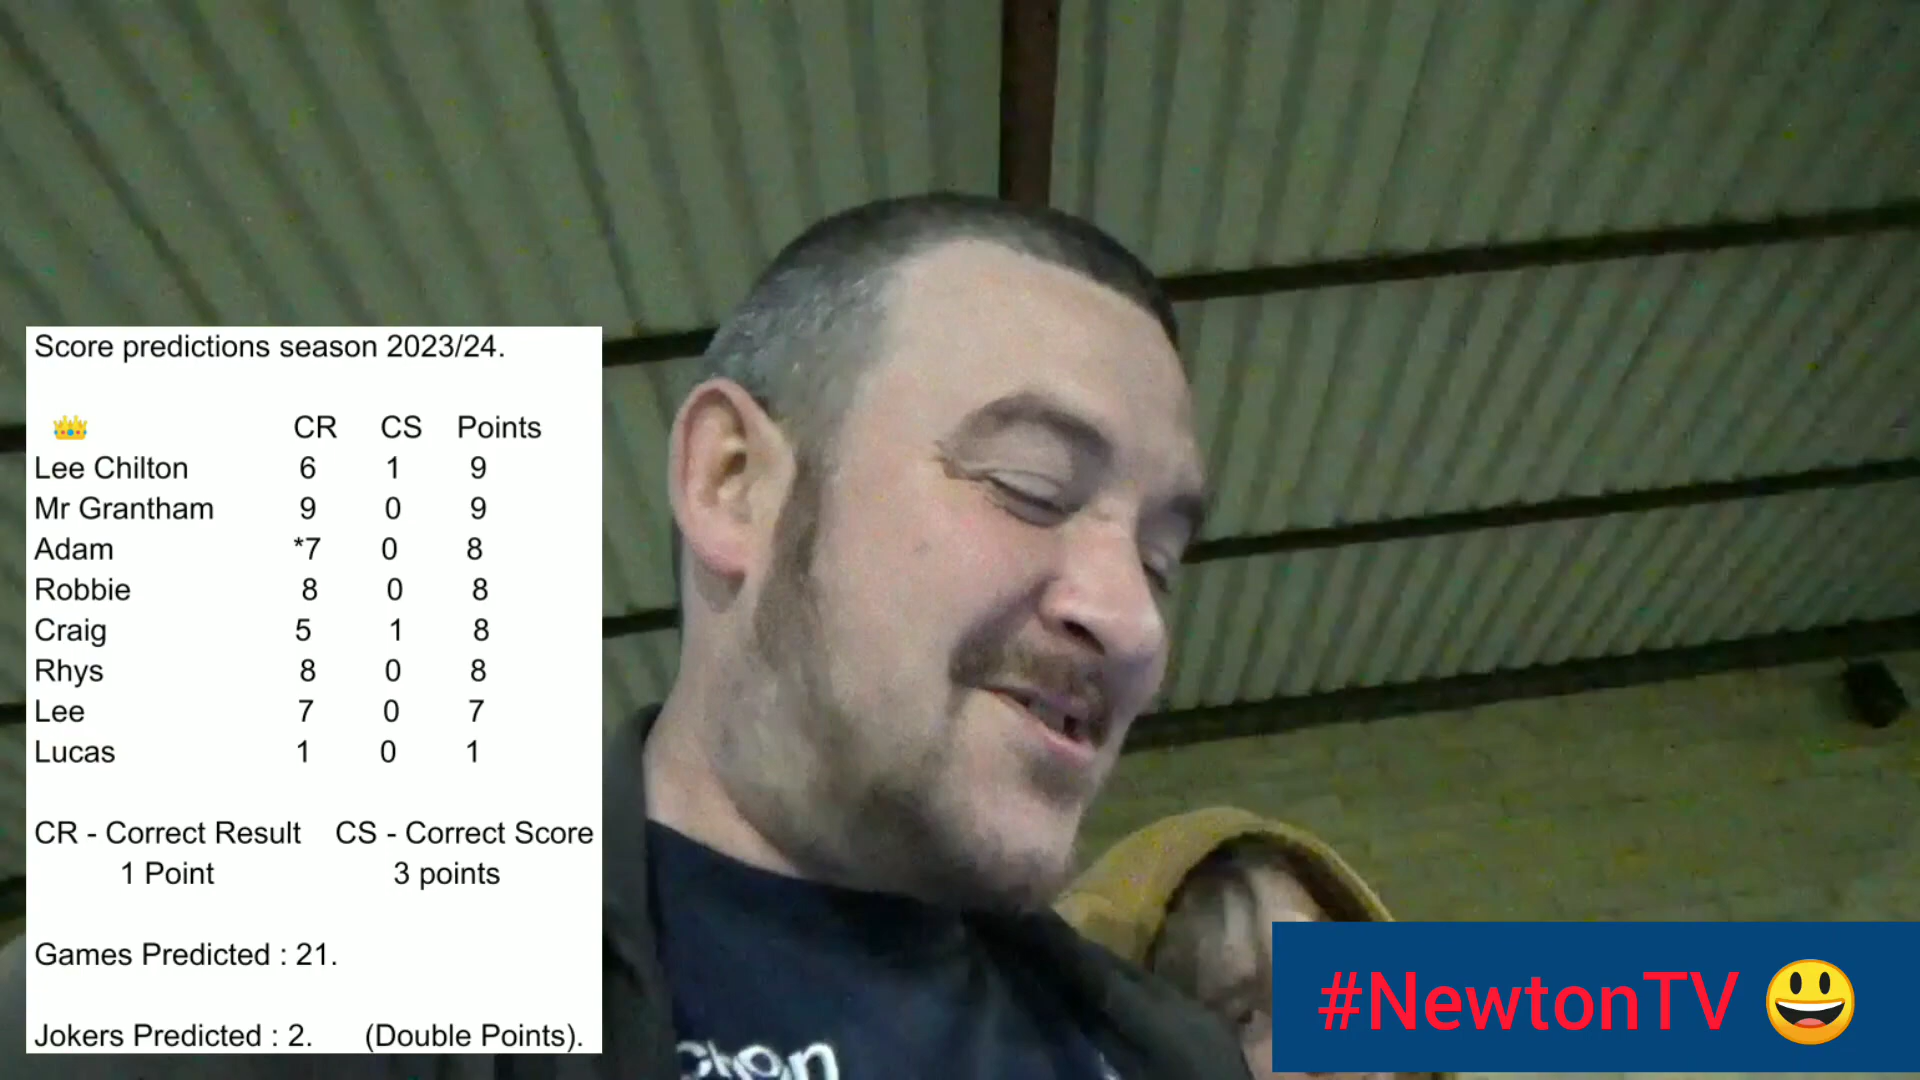 Score predictions season 2023/24.
👑 CR CS Points
Lee Chilton 6 1 9
Mr Grantham 9 0 9
Adam *7 0 8
Robbie 8 0 8
Craig 5 1 8
Rhys 8 0 8
Lee 7 0 7
Lucas 1 0 1
CR - Correct Result CS - Correct Score
1 Point 3 points
Games Predicted : 21.
Jokers Predicted : 2. (Double Points).
#NewtonTV 😃